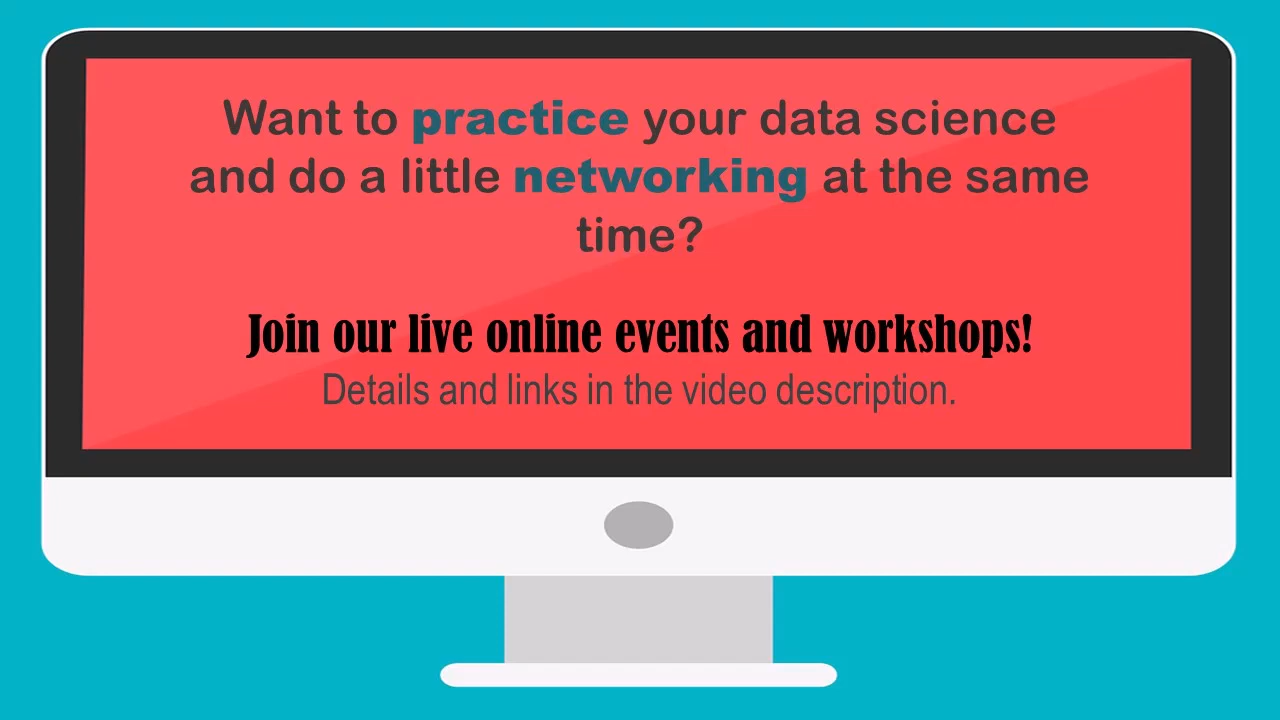 Want to practice your data science
and do a little networking at the same
time?
Join our live online events and workshops!
Details and links in the video description.